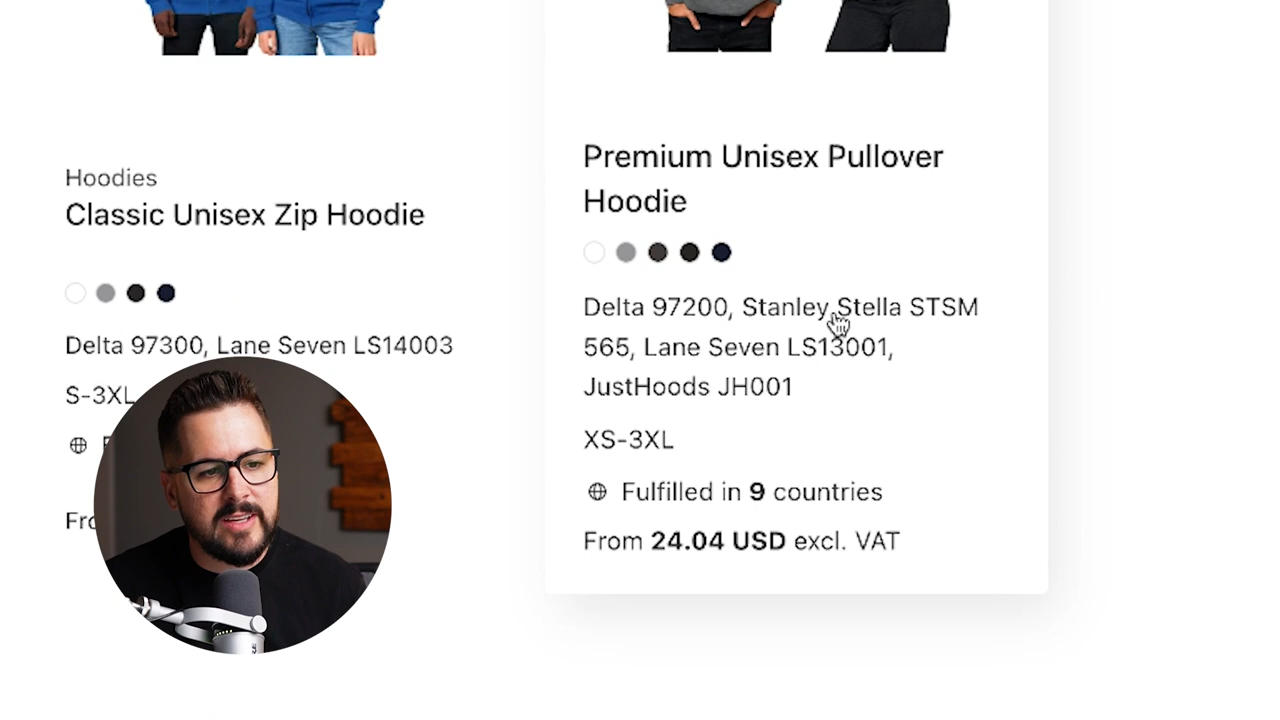 Hoodies
Classic Unisex Zip Hoodie
Delta 97300, Lane Seven LS14003
S-3XL
Premium Unisex Pullover
Hoodie
Delta 97200, Stanley Stella STSM
565, Lane Seven LS13001,
JustHoods JH001
XS-3XL
Fulfilled in 9 countries
From 24.04 USD excl. VAT